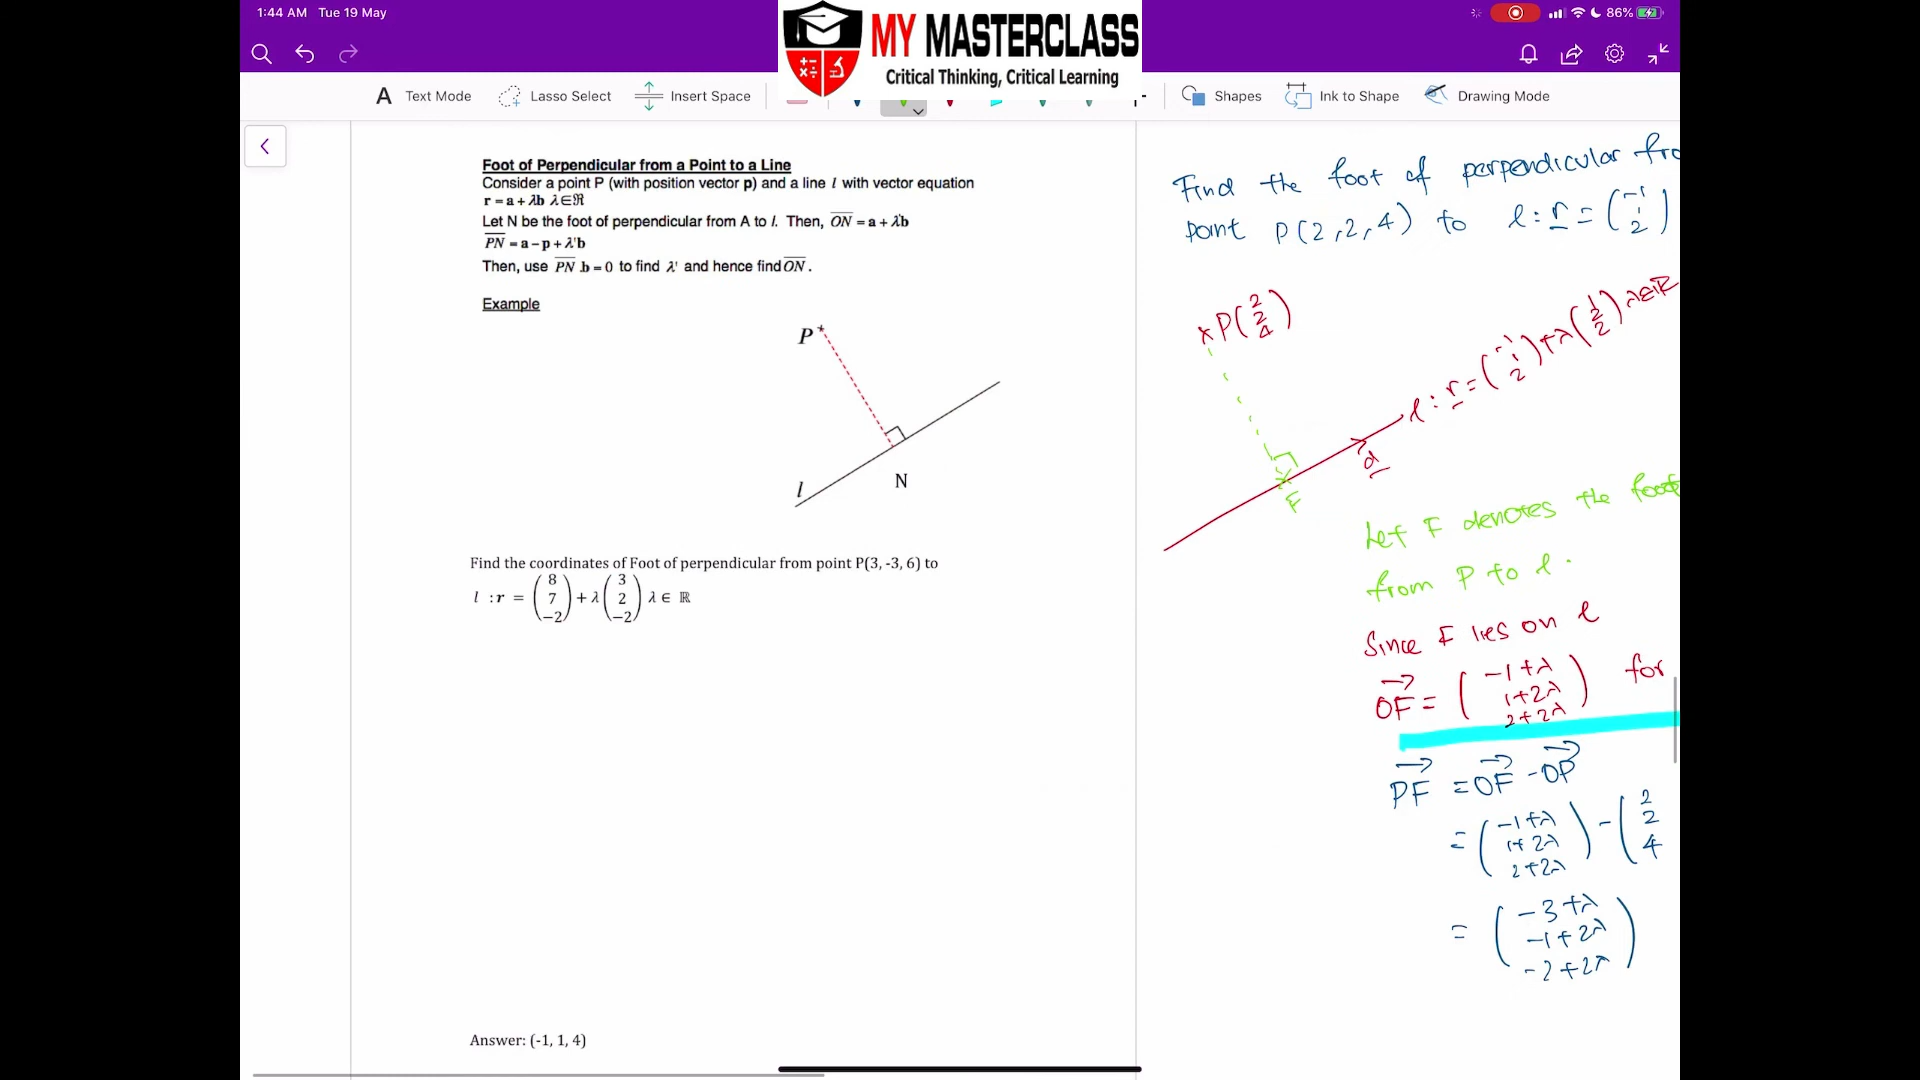 1:44 AM Tue 19 May
86%
MY MASTERCLASS
Critical Thinking, Critical Learning
A Text Mode
Lasso Select
Insert Space
Shapes
Ink to Shape
Drawing Mode
Foot of Perpendicular from a Point to a Line
Consider a point P (with position vector p) and a line l with vector equation
r = a + λb λ∈ℜ
Let N be the foot of perpendicular from A to l. Then, ON = a + λ'b
PN = a − p + λ'b
Then, use PN.b = 0 to find λ' and hence find ON.
Example
P
l
N
Find the coordinates of Foot of perpendicular from point P(3, -3, 6) to
l : r = (8 7 −2) + λ (3 2 −2) λ ∈ ℝ
Answer: (-1, 1, 4)
Find the foot of perpendicular fro
point P(2,2,4) to l : r = (-1 1 2)
P(2 2 4)
l : r = (-1 1 2) + λ(1 2 2) λ∈ℝ
d
F
Let F denotes the foot
from P to l.
Since F lies on l
OF = (-1+λ 1+2λ 2+2λ) for
PF = OF - OP
= (-1+λ 1+2λ 2+2λ) - (2 2 4
= (-3+λ -1+2λ -2+2λ)